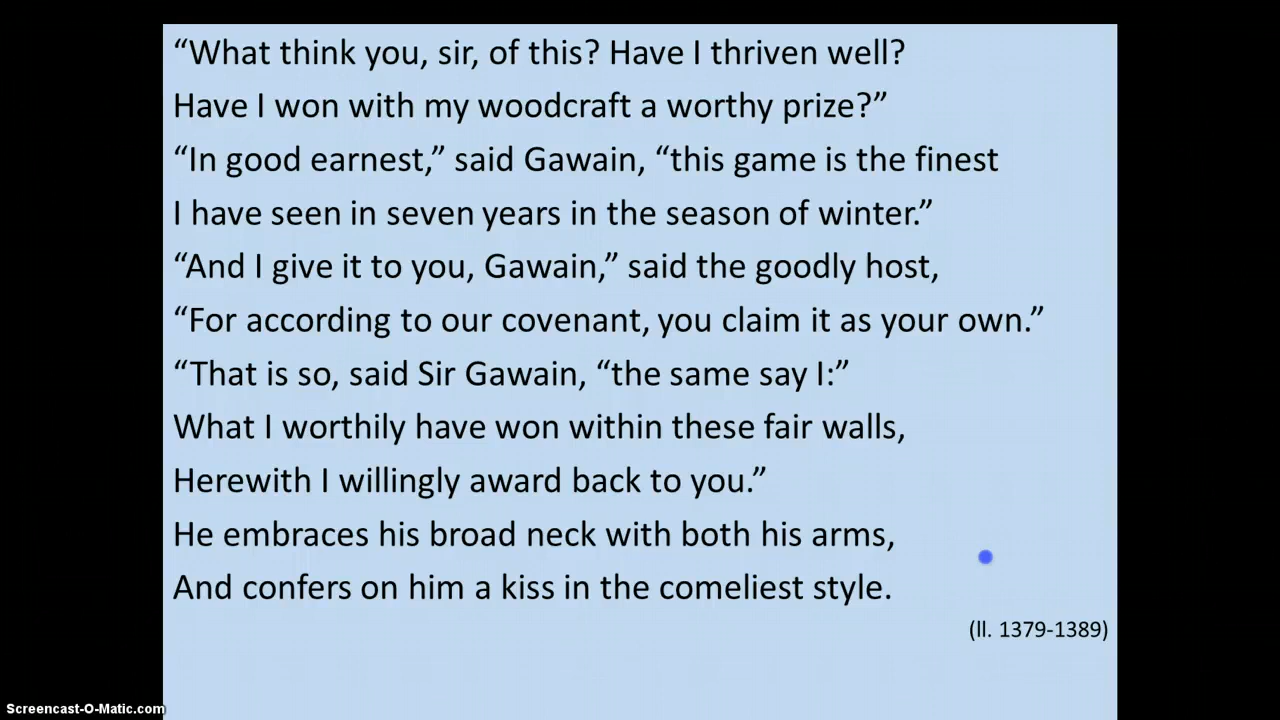 “What think you, sir, of this? Have I thriven well?
Have I won with my woodcraft a worthy prize?”
“In good earnest,” said Gawain, “this game is the finest
I have seen in seven years in the season of winter.”
“And I give it to you, Gawain,” said the goodly host,
“For according to our covenant, you claim it as your own.”
“That is so, said Sir Gawain, “the same say I:”
What I worthily have won within these fair walls,
Herewith I willingly award back to you.”
He embraces his broad neck with both his arms,
And confers on him a kiss in the comeliest style.
(ll. 1379-1389)
Screencast-O-Matic.com